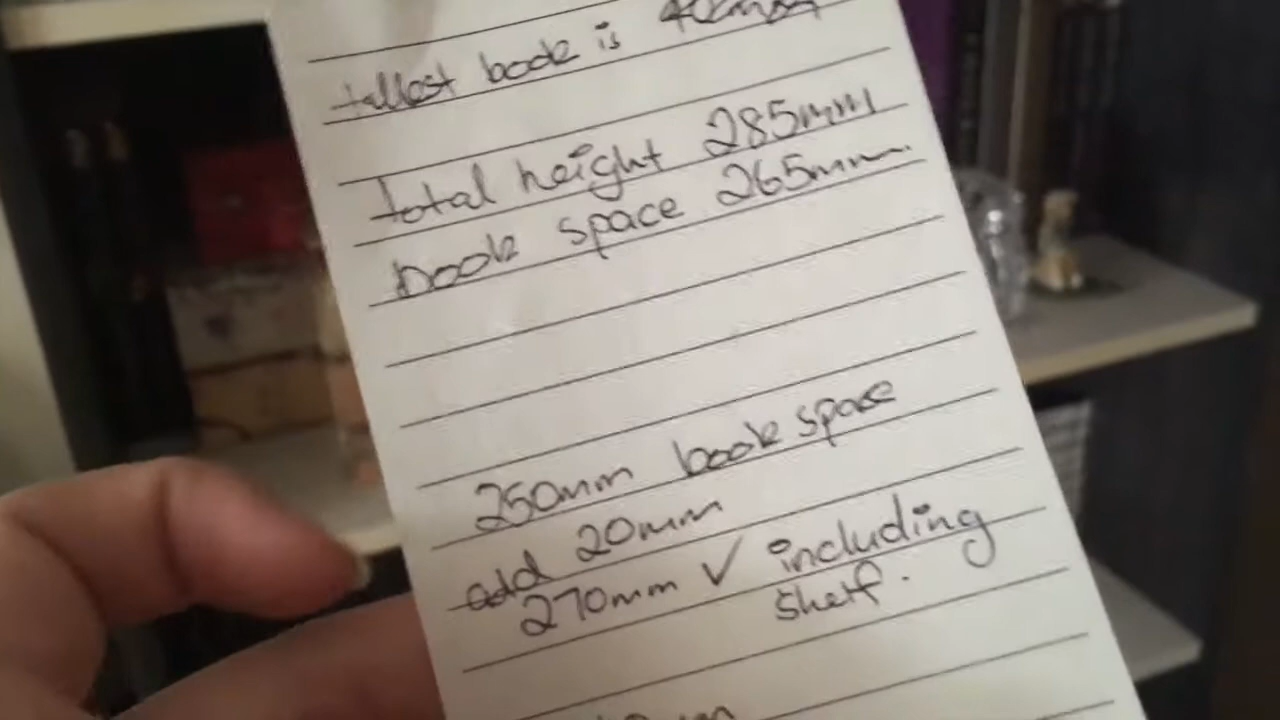 tallest book is
Total height 285mm
book space 265mm
250mm book space
add 20mm
270mm ✓ including
shelf.